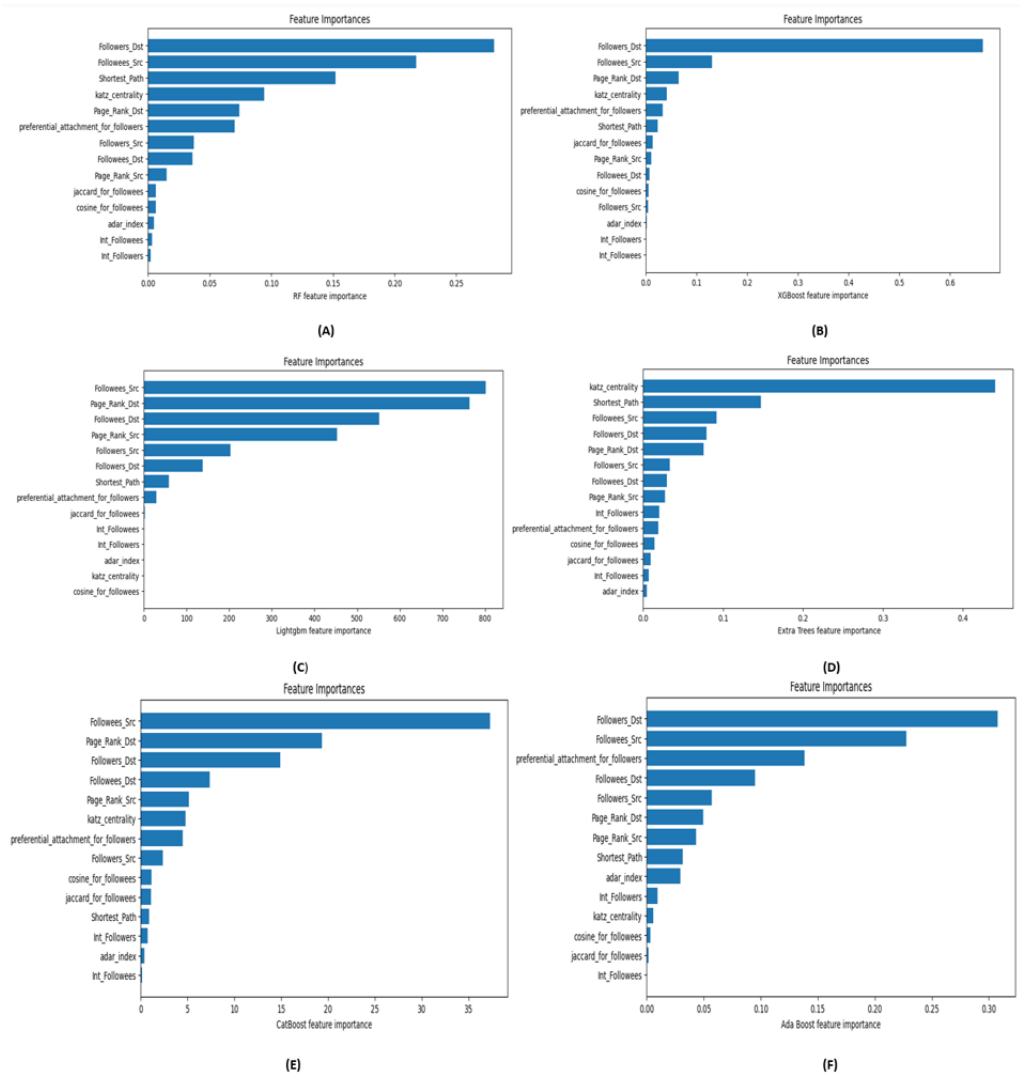 Feature Importances
Followers_Dst
Followees_Src
Shortest_Path
katz_centrality
Page_Rank_Dst
preferential_attachment_for_followers
Followers_Src
Followees_Dst
Page_Rank_Src
jaccard_for_followees
cosine_for_followees
adar_index
Int_Followees
Int_Followers
0.00 0.05 0.10 0.15 0.20 0.25
RF feature importance
(A)
Feature Importances
Followers_Dst
Followees_Src
Page_Rank_Dst
katz_centrality
preferential_attachment_for_followers
Shortest_Path
jaccard_for_followees
Page_Rank_Src
Followees_Dst
cosine_for_followees
Followers_Src
adar_index
Int_Followers
Int_Followees
0.0 0.1 0.2 0.3 0.4 0.5 0.6
XGBoost feature importance
(B)
Feature Importances
Followees_Src
Page_Rank_Dst
Followees_Dst
Page_Rank_Src
Followers_Src
Followers_Dst
Shortest_Path
preferential_attachment_for_followers
jaccard_for_followees
Int_Followees
Int_Followers
adar_index
katz_centrality
cosine_for_followees
0 100 200 300 400 500 600 700 800
Lightgbm feature importance
(C)
Feature Importances
katz_centrality
Shortest_Path
Followees_Src
Followers_Dst
Page_Rank_Dst
Followers_Src
Followees_Dst
Page_Rank_Src
Int_Followers
preferential_attachment_for_followers
cosine_for_followees
jaccard_for_followees
Int_Followees
adar_index
0.0 0.1 0.2 0.3 0.4
Extra Trees feature importance
(D)
Feature Importances
Followees_Src
Page_Rank_Dst
Followers_Dst
Followees_Dst
Page_Rank_Src
katz_centrality
preferential_attachment_for_followers
Followers_Src
cosine_for_followees
jaccard_for_followees
Shortest_Path
Int_Followers
adar_index
Int_Followees
0 5 10 15 20 25 30 35
CatBoost feature importance
(E)
Feature Importances
Followers_Dst
Followees_Src
preferential_attachment_for_followers
Followees_Dst
Followers_Src
Page_Rank_Dst
Page_Rank_Src
Shortest_Path
adar_index
Int_Followers
katz_centrality
cosine_for_followees
jaccard_for_followees
Int_Followees
0.00 0.05 0.10 0.15 0.20 0.25 0.30
Ada Boost feature importance
(F)